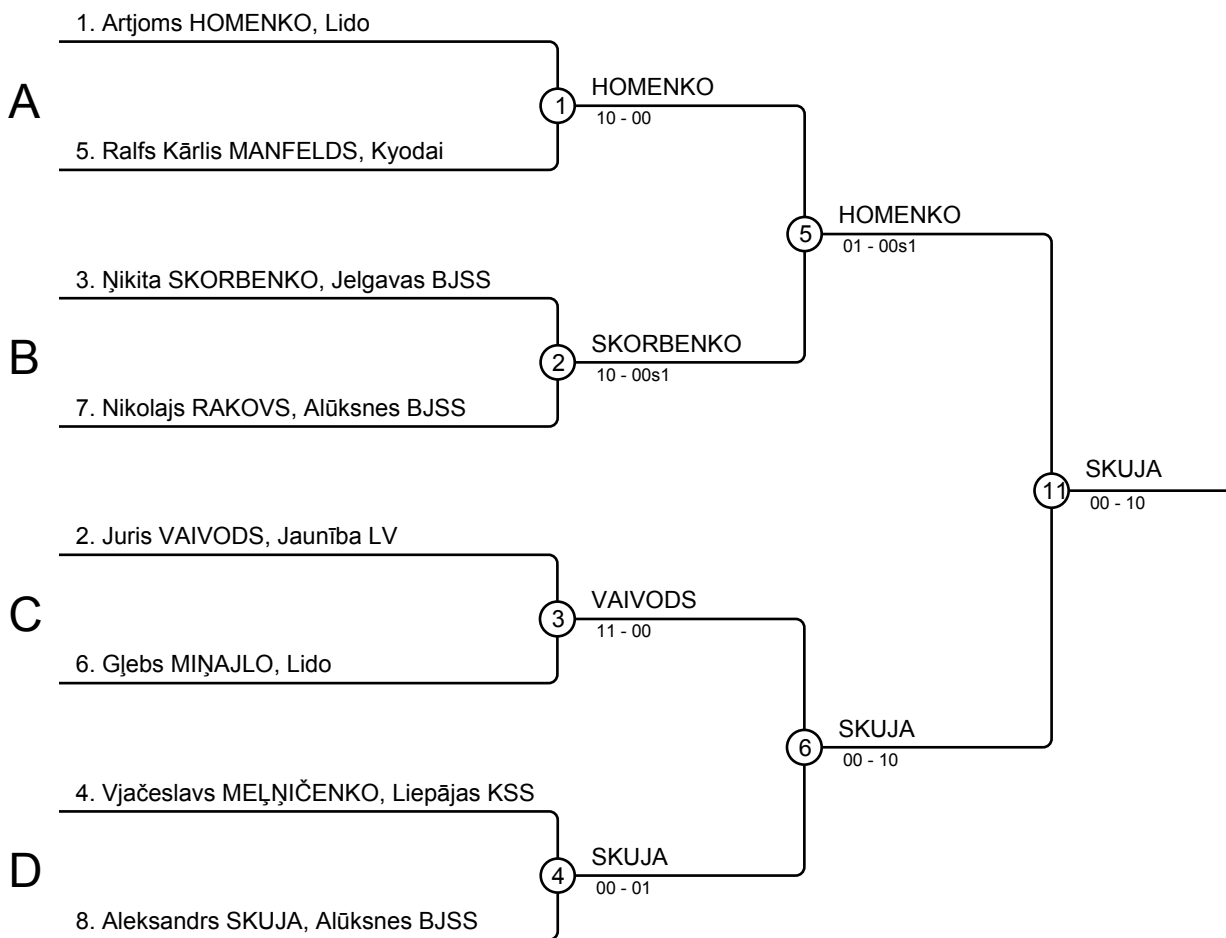 1. Artjoms HOMENKO, Lido
A
1
HOMENKO
10 - 00
5. Ralfs Kārlis MANFELDS, Kyodai
5
HOMENKO
01 - 00s1
3. Ņikita SKORBENKO, Jelgavas BJSS
B
2
SKORBENKO
10 - 00s1
7. Nikolajs RAKOVS, Alūksnes BJSS
11
SKUJA
00 - 10
2. Juris VAIVODS, Jaunība LV
C
3
VAIVODS
11 - 00
6. Gļebs MIŅAJLO, Lido
6
SKUJA
00 - 10
4. Vjačeslavs MEĻŅIČENKO, Liepājas KSS
D
4
SKUJA
00 - 01
8. Aleksandrs SKUJA, Alūksnes BJSS